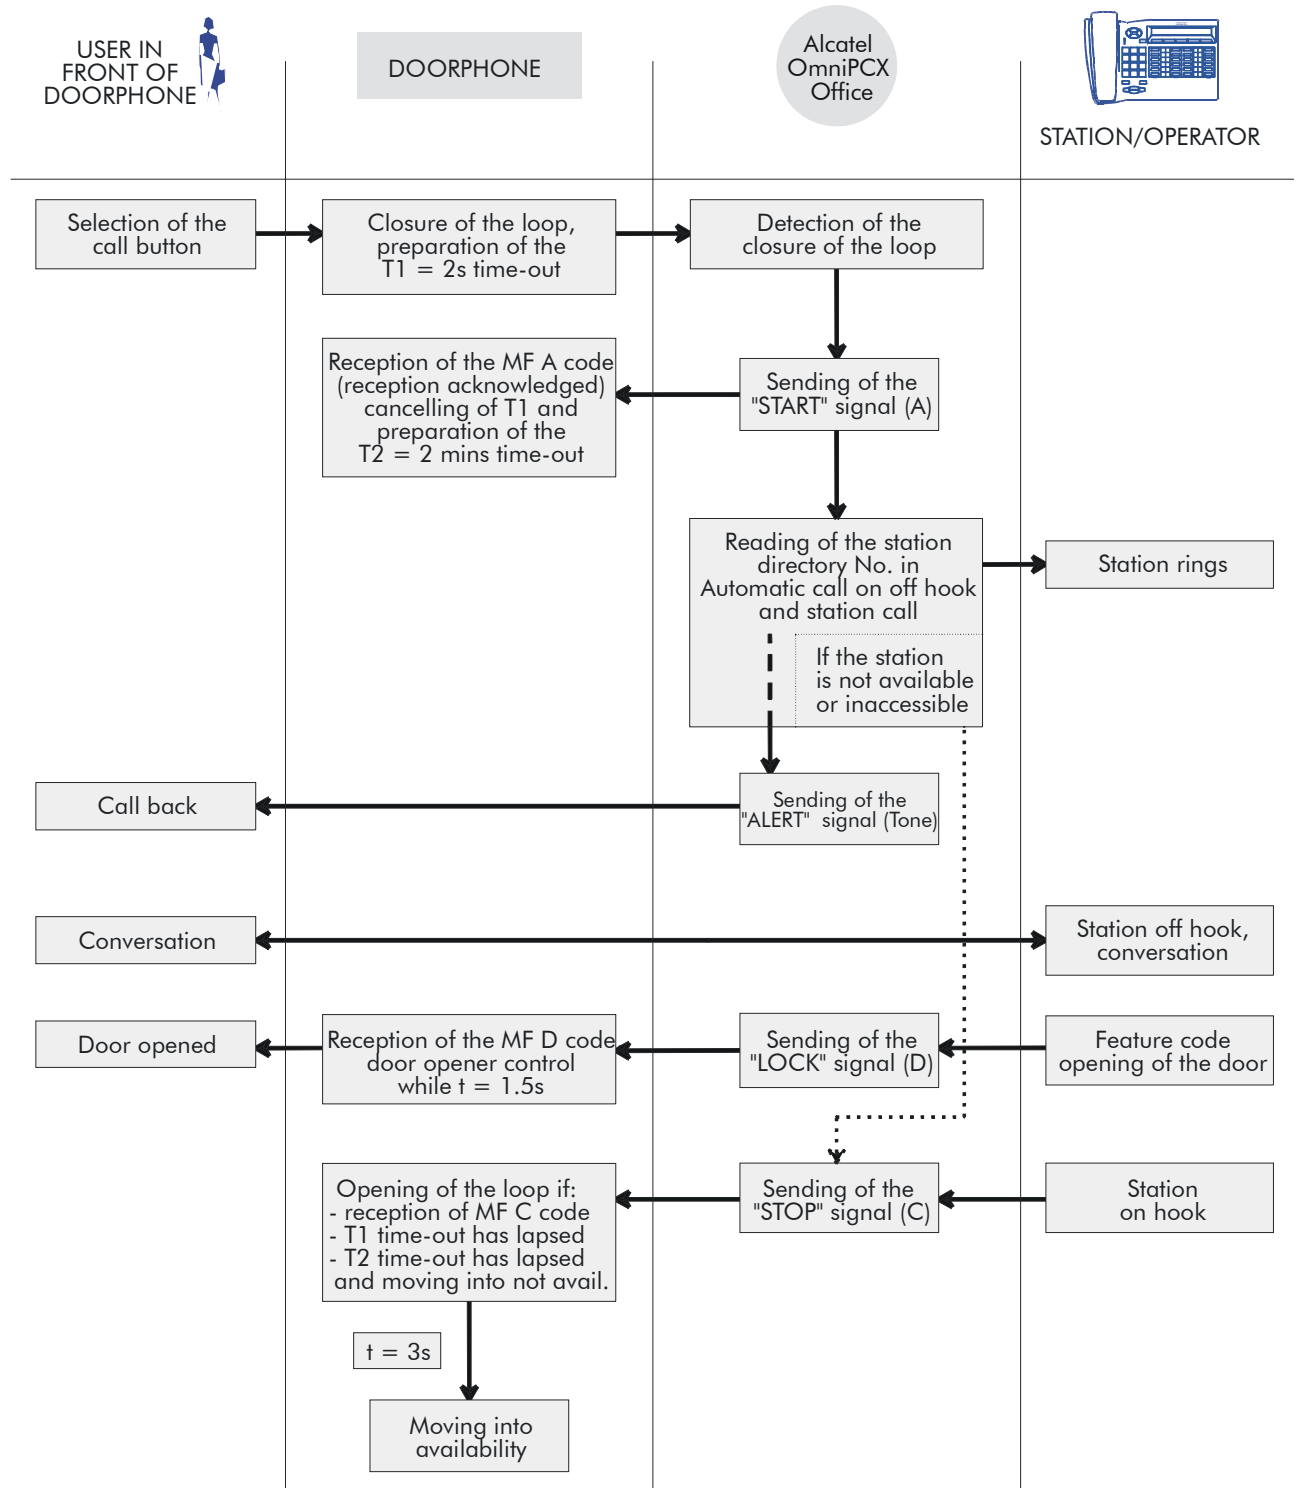 USER IN
FRONT OF
DOORPHONE
DOORPHONE
Alcatel
OmniPCX
Office
STATION/OPERATOR
Selection of the
call button
Closure of the loop,
preparation of the
T1 = 2s time-out
Detection of the
closure of the loop
Reception of the MF A code
(reception acknowledged)
cancelling of T1 and
preparation of the
T2 = 2 mins time-out
Sending of the
"START" signal (A)
Reading of the station
directory No. in
Automatic call on off hook
and station call
Station rings
If the station
is not available
or inaccessible
Call back
Sending of the
"ALERT" signal (Tone)
Conversation
Station off hook,
conversation
Door opened
Reception of the MF D code
door opener control
while t = 1.5s
Sending of the
"LOCK" signal (D)
Feature code
opening of the door
Opening of the loop if:
- reception of MF C code
- T1 time-out has lapsed
- T2 time-out has lapsed
and moving into not avail.
Sending of the
"STOP" signal (C)
Station
on hook
t = 3s
Moving into
availability